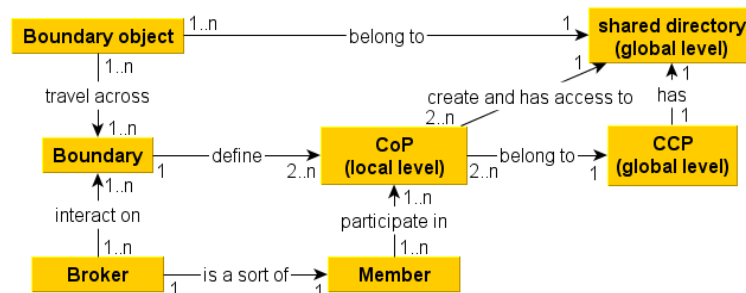 1..n
1
shared directory
(global level)
Boundary object
belong to
1..n
1
1
travel across
create and has access to
has
1..n
2..n
1
Boundary
define
CoP
(local level)
belong to
CCP
(global level)
1
2..n
2..n
1
1..n
1..n
interact on
participate in
1..n
1..n
Broker
is a sort of
Member
1
1